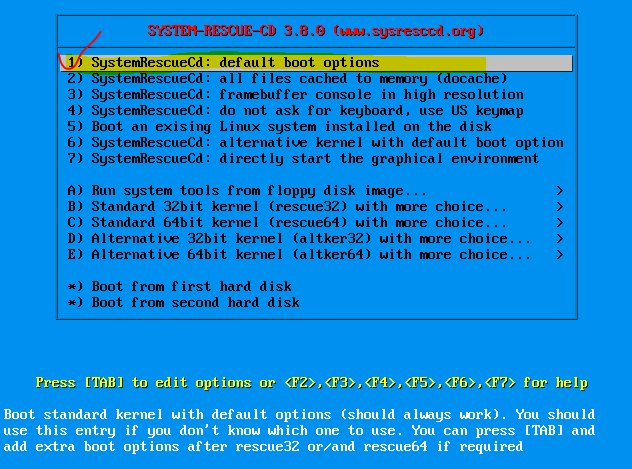 SYSTEM-RESCUE-CD 3.8.0 (www.sysresccd.org)
1) SystemRescueCd: default boot options
2) SystemRescueCd: all files cached to memory (docache)
3) SystemRescueCd: framebuffer console in high resolution
4) SystemRescueCd: do not ask for keyboard, use US keymap
5) Boot an exising Linux system installed on the disk
6) SystemRescueCd: alternative kernel with default boot option
7) SystemRescueCd: directly start the graphical environment
A) Run system tools from floppy disk image... >
B) Standard 32bit kernel (rescue32) with more choice... >
C) Standard 64bit kernel (rescue64) with more choice... >
D) Alternative 32bit kernel (altker32) with more choice... >
E) Alternative 64bit kernel (altker64) with more choice... >
*) Boot from first hard disk
*) Boot from second hard disk
Press [TAB] to edit options or <F2>,<F3>,<F4>,<F5>,<F6>,<F7> for help
Boot standard kernel with default options (should always work). You should
use this entry if you don't know which one to use. You can press [TAB] and
add extra boot options after rescue32 or/and rescue64 if required